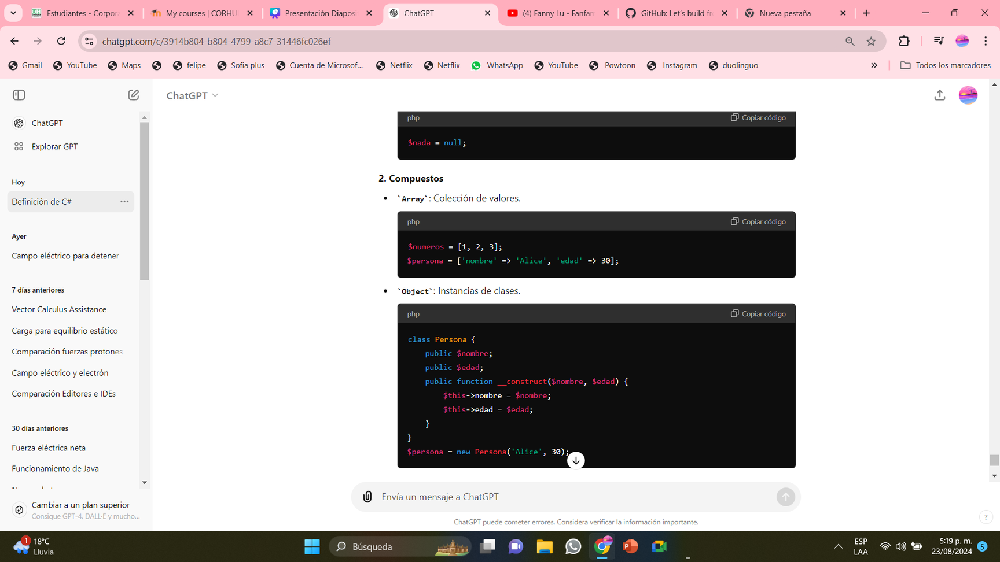 Estudiantes - Corpora
My courses | CORHUI
Presentación Diaposi
ChatGPT
(4) Fanny Lu - Fanfar
GitHub: Let's build fr
Nueva pestaña
chatgpt.com/c/3914b804-b804-4799-a8c7-31446fc026ef
Gmail
YouTube
Maps
felipe
Sofia plus
Cuenta de Microsof...
Netflix
Netflix
WhatsApp
YouTube
Powtoon
Instagram
duolinguo
»
Todos los marcadores
ChatGPT
Explorar GPT
Hoy
Definición de C#
Ayer
Campo eléctrico para detener
7 días anteriores
Vector Calculus Assistance
Carga para equilibrio estático
Comparación fuerzas protones
Campo eléctrico y electrón
Comparación Editores e IDEs
30 días anteriores
Fuerza eléctrica neta
Funcionamiento de Java
Cambiar a un plan superior
Consigue GPT-4, DALL·E y mucho...
ChatGPT
php
Copiar código
$nada = null;
2. Compuestos
• `Array`: Colección de valores.
php
Copiar código
$numeros = [1, 2, 3];
$persona = ['nombre' => 'Alice', 'edad' => 30];
• `Object`: Instancias de clases.
php
Copiar código
class Persona {
    public $nombre;
    public $edad;
    public function __construct($nombre, $edad) {
        $this->nombre = $nombre;
        $this->edad = $edad;
    }
}
$persona = new Persona('Alice', 30);
Envía un mensaje a ChatGPT
ChatGPT puede cometer errores. Considera verificar la información importante.
?
1
18°C
Lluvia
Búsqueda
ESP
LAA
5:19 p. m.
23/08/2024
5